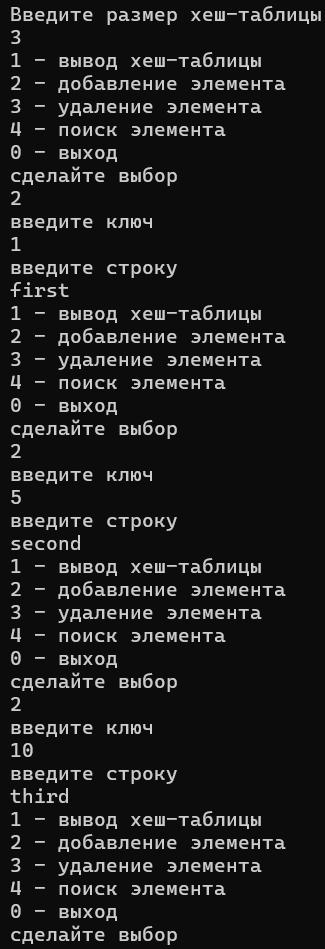 Введите размер хеш-таблицы
3
1 - вывод хеш-таблицы
2 - добавление элемента
3 - удаление элемента
4 - поиск элемента
0 - выход
сделайте выбор
2
введите ключ
1
введите строку
first
1 - вывод хеш-таблицы
2 - добавление элемента
3 - удаление элемента
4 - поиск элемента
0 - выход
сделайте выбор
2
введите ключ
5
введите строку
second
1 - вывод хеш-таблицы
2 - добавление элемента
3 - удаление элемента
4 - поиск элемента
0 - выход
сделайте выбор
2
введите ключ
10
введите строку
third
1 - вывод хеш-таблицы
2 - добавление элемента
3 - удаление элемента
4 - поиск элемента
0 - выход
сделайте выбор